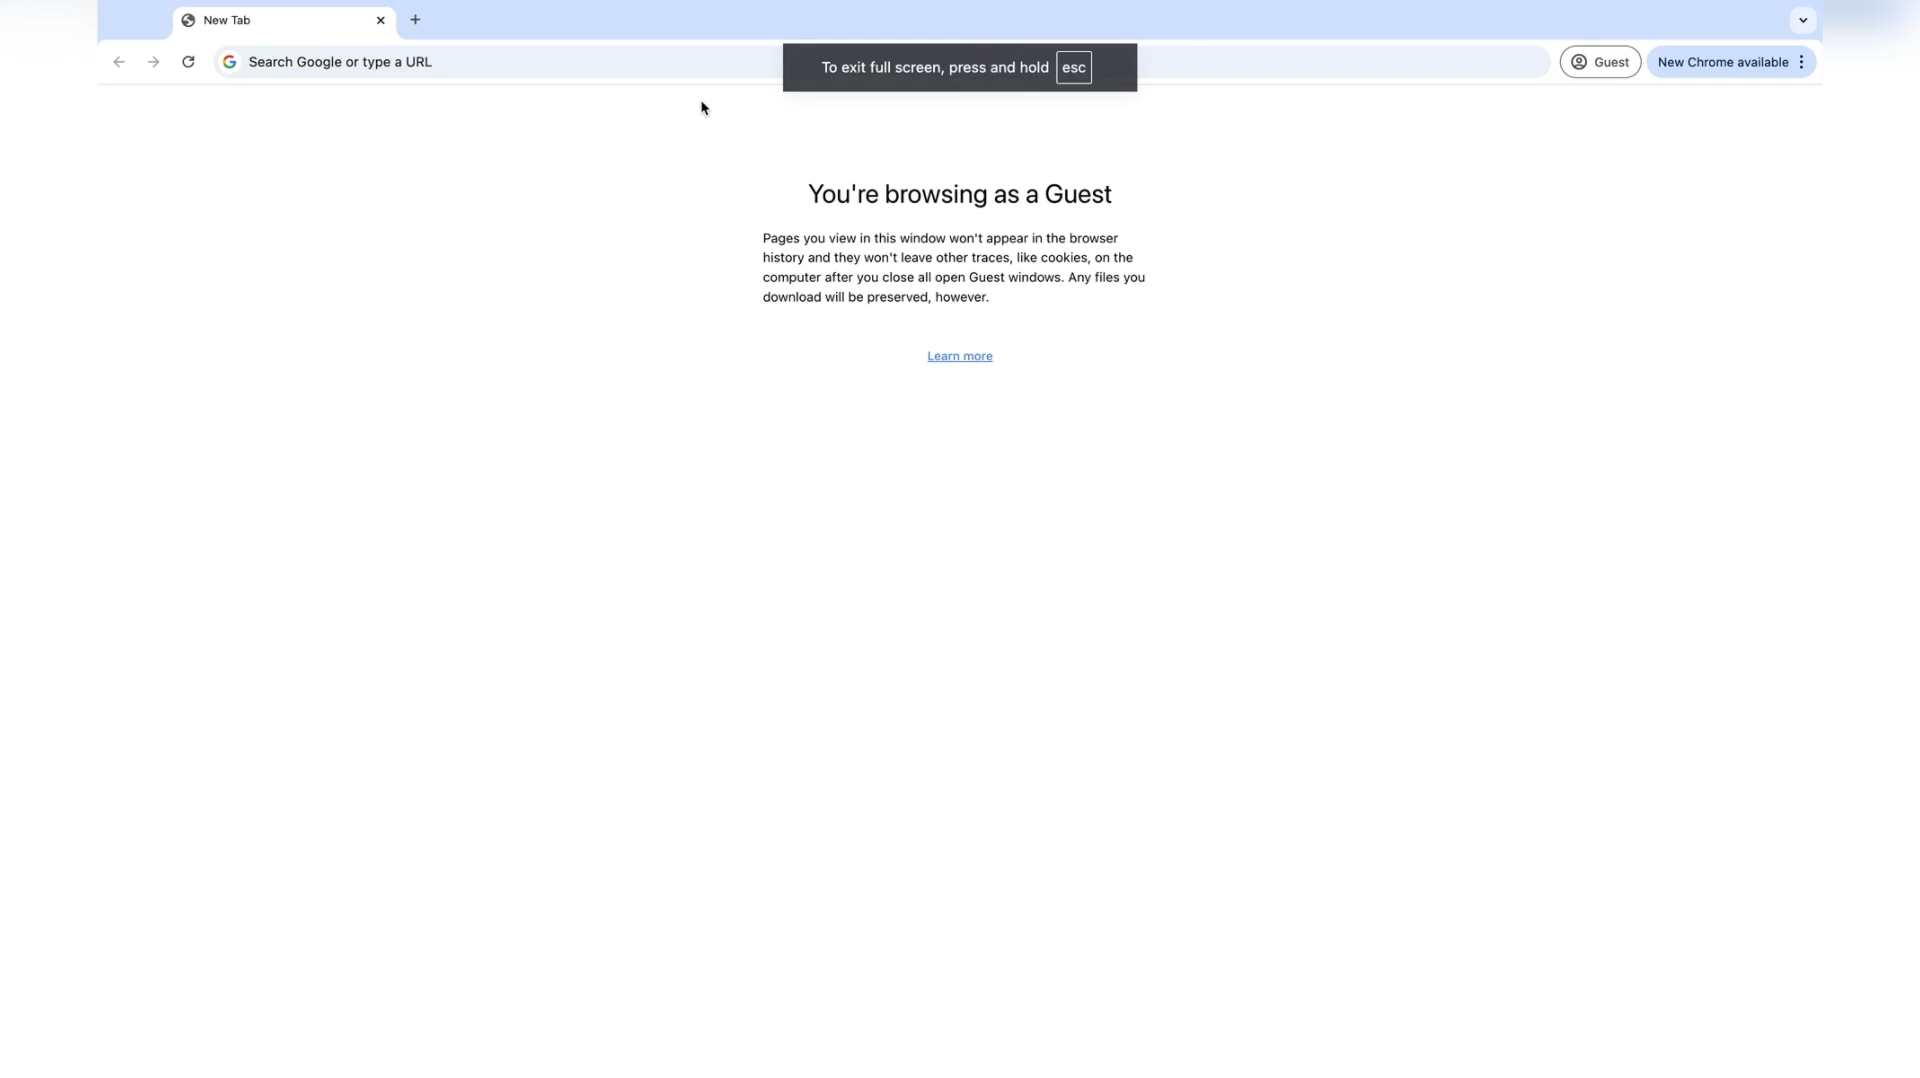 New Tab
Search Google or type a URL
To exit full screen, press and hold esc
Guest
New Chrome available
You're browsing as a Guest
Pages you view in this window won't appear in the browser
history and they won't leave other traces, like cookies, on the
computer after you close all open Guest windows. Any files you
download will be preserved, however.
Learn more